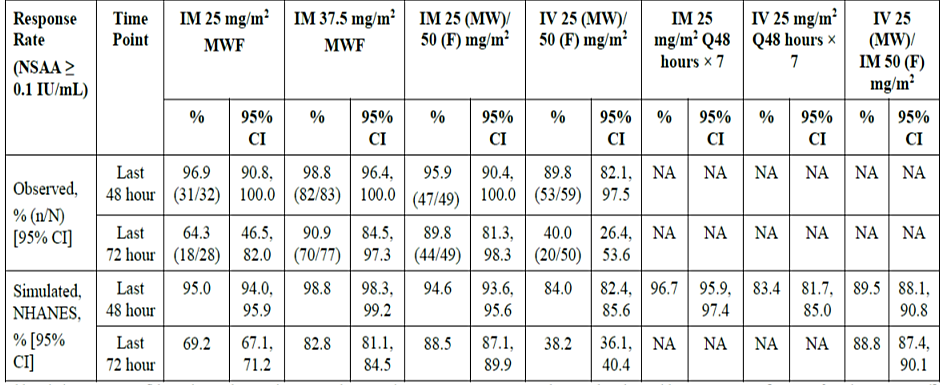 Response Rate (NSAA ≥ 0.1 IU/mL) Time Point IM 25 mg/m² MWF IM 37.5 mg/m² MWF IM 25 (MW)/ 50 (F) mg/m² IV 25 (MW)/ 50 (F) mg/m² IM 25 mg/m² Q48 hours × 7 IV 25 mg/m² Q48 hours × 7 IV 25 (MW)/ IM 50 (F) mg/m²
% 95% CI % 95% CI % 95% CI % 95% CI % 95% CI % 95% CI % 95% CI
Observed, % (n/N) [95% CI] Last 48 hour 96.9 (31/32) 90.8, 100.0 98.8 (82/83) 96.4, 100.0 95.9 (47/49) 90.4, 100.0 89.8 (53/59) 82.1, 97.5 NA NA NA NA NA NA
Last 72 hour 64.3 (18/28) 46.5, 82.0 90.9 (70/77) 84.5, 97.3 89.8 (44/49) 81.3, 98.3 40.0 (20/50) 26.4, 53.6 NA NA NA NA NA NA
Simulated, NHANES, % [95% CI] Last 48 hour 95.0 94.0, 95.9 98.8 98.3, 99.2 94.6 93.6, 95.6 84.0 82.4, 85.6 96.7 95.9, 97.4 83.4 81.7, 85.0 89.5 88.1, 90.8
Last 72 hour 69.2 67.1, 71.2 82.8 81.1, 84.5 88.5 87.1, 89.9 38.2 36.1, 40.4 NA NA NA NA 88.8 87.4, 90.1